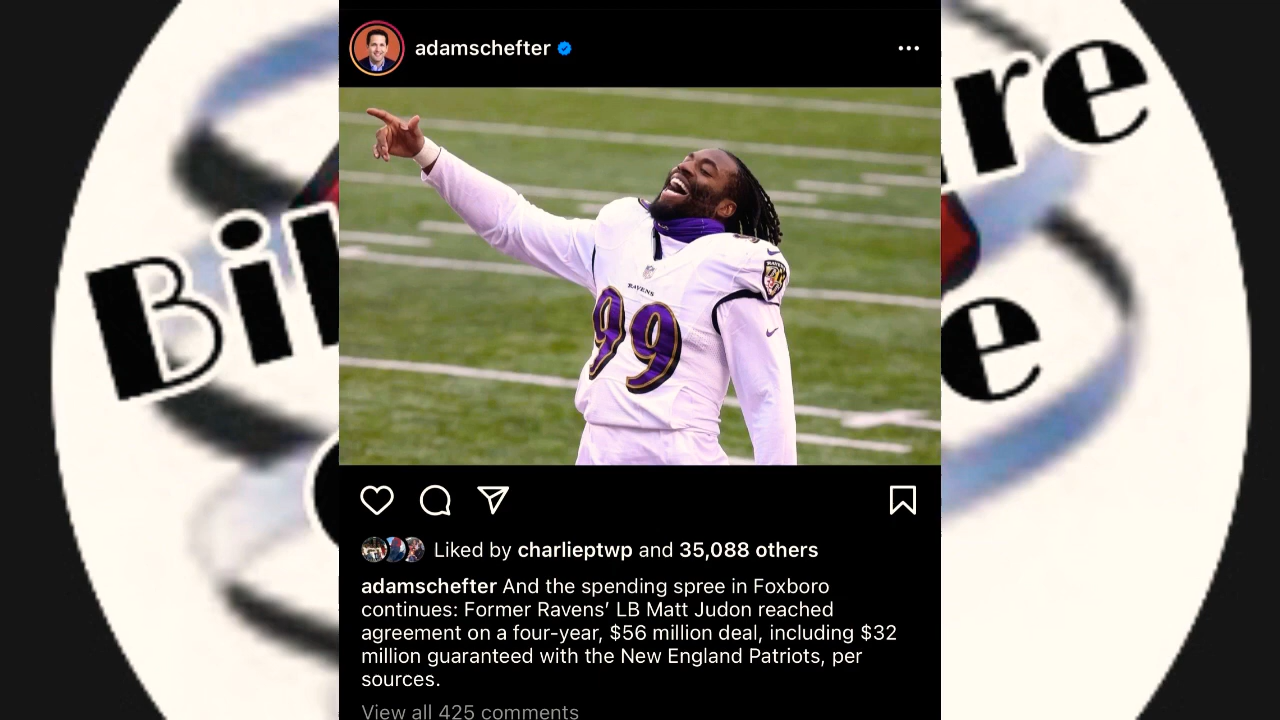 adamschefter
RAVENS
99
Liked by charlieptwp and 35,088 others
adamschefter And the spending spree in Foxboro
continues: Former Ravens’ LB Matt Judon reached
agreement on a four-year, $56 million deal, including $32
million guaranteed with the New England Patriots, per
sources.
View all 425 comments